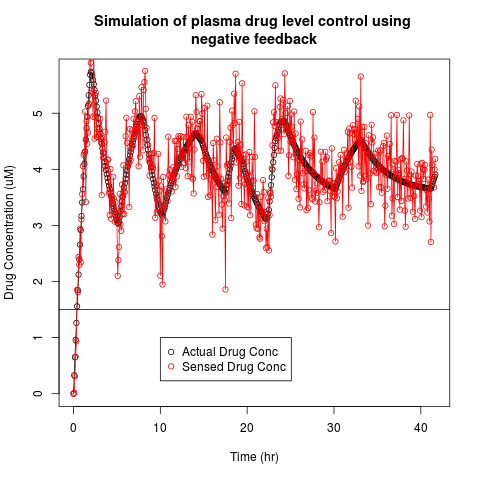 Simulation of plasma drug level control using
negative feedback
Drug Concentration (uM)
5
4
3
2
1
0
Actual Drug Conc
Sensed Drug Conc
0 10 20 30 40
Time (hr)